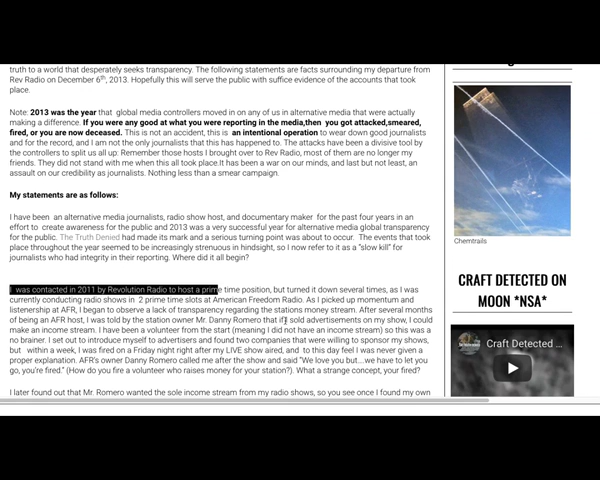 truth to a world that desperately seeks transparency. The following statements are facts surrounding my departure from
Rev Radio on December 6th, 2013. Hopefully this will serve the public with suffice evidence of the accounts that took
place.
Note: 2013 was the year that global media controllers moved in on any of us in alternative media that were actually
making a difference. If you were any good at what you were reporting in the media,then you got attacked,smeared,
fired, or you are now deceased. This is not an accident, this is an intentional operation to wear down good journalists
and for the record, and I am not the only journalists that this has happened to. The attacks have been a divisive tool by
the controllers to split us all up. Remember those hosts I brought over to Rev Radio, most of them are no longer my
friends. They did not stand with me when this all took place.It has been a war on our minds, and last but not least, an
assault on our credibility as journalists. Nothing less than a smear campaign.
My statements are as follows:
I have been an alternative media journalists, radio show host, and documentary maker for the past four years in an
effort to create awareness for the public and 2013 was a very successful year for alternative media global transparency
for the public. The Truth Denied had made its mark and a serious turning point was about to occur. The events that took
place throughout the year seemed to be increasingly strenuous in hindsight, so I now refer to it as a "slow kill" for
journalists who had integrity in their reporting. Where did it all begin?
I was contacted in 2011 by Revolution Radio to host a prime time position, but turned it down several times, as I was
currently conducting radio shows in 2 prime time slots at American Freedom Radio. As I picked up momentum and
listenership at AFR, I began to observe a lack of transparency regarding the stations money stream. After several months
of being an AFR host, I was told by the station owner Mr. Danny Romero that if I sold advertisements on my show, I could
make an income stream. I have been a volunteer from the start (meaning I did not have an income stream) so this was a
no brainer. I set out to introduce myself to advertisers and found two companies that were willing to sponsor my shows,
but within a week, I was fired on a Friday night right after my LIVE show aired, and to this day feel I was never given a
proper explanation. AFR's owner Danny Romero called me after the show and said "We love you but....we have to let you
go, you're fired." (How do you fire a volunteer who raises money for your station?). What a strange concept, your fired?
I later found out that Mr. Romero wanted the sole income stream from my radio shows, so you see once I found my own
Chemtrails
CRAFT DETECTED ON
MOON *NSA*
Craft Detected ...